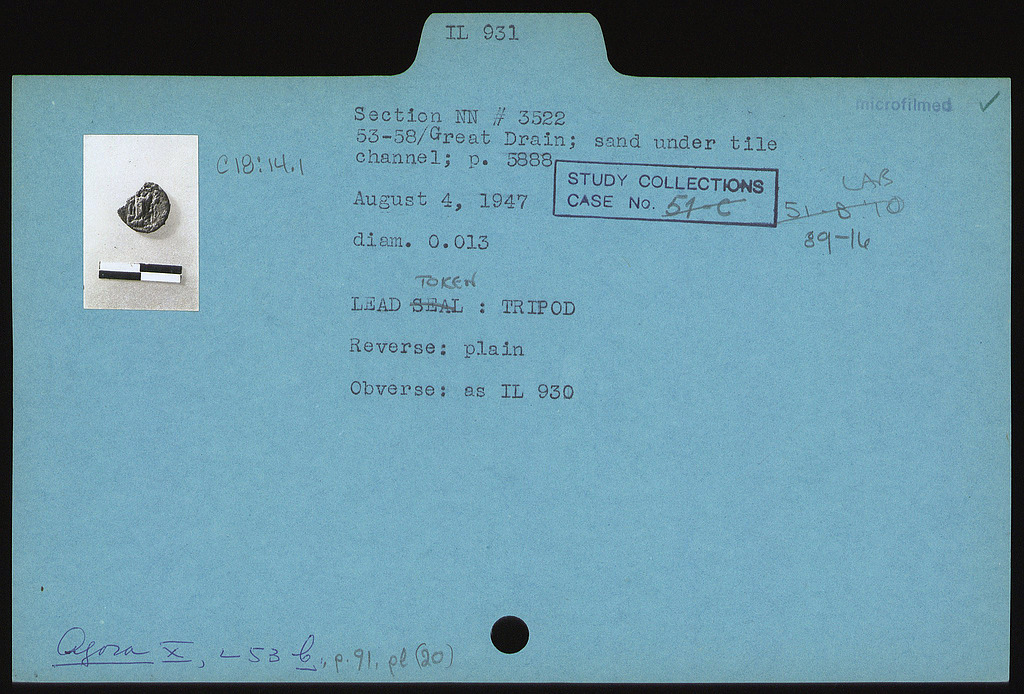 IL 931
microfilmed ✓
Section NN # 3522
53-58/Great Drain; sand under tile
channel; p. 5888
C18:14.1
STUDY COLLECTIONS
CASE No. 51-C
LAB
51-8 10
89-16
August 4, 1947
diam. 0.013
TOKEN
LEAD SEAL : TRIPOD
Reverse: plain
Obverse: as IL 930
Agora X, L 53 b, p. 91, pl (20)